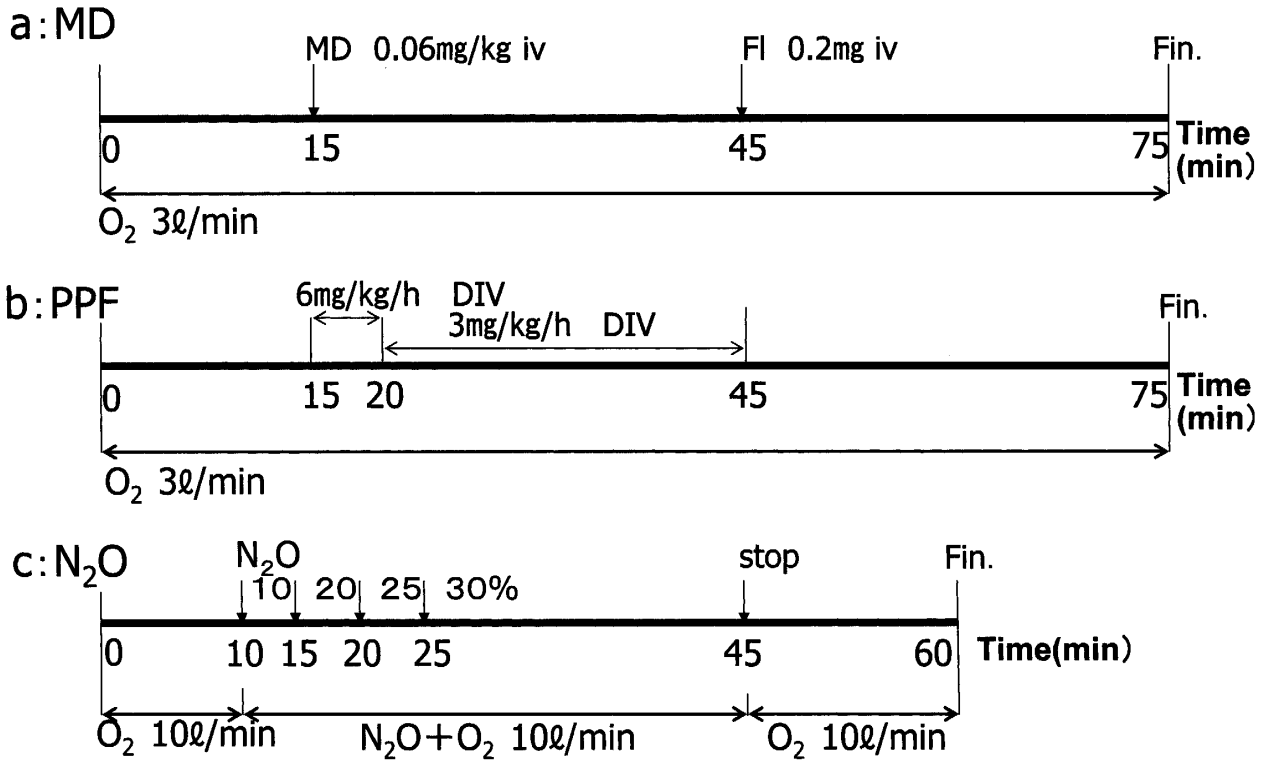 a:MD
MD 0.06mg/kg iv
Fl 0.2mg iv
Fin.
0 15 45 75 Time
(min)
O₂ 3ℓ/min
b:PPF
6mg/kg/h DIV
3mg/kg/h DIV
Fin.
0 15 20 45 75 Time
(min)
O₂ 3ℓ/min
c:N₂O
N₂O
10 20 25 30%
stop
Fin.
0 10 15 20 25 45 60 Time(min)
O₂ 10ℓ/min N₂O+O₂ 10ℓ/min O₂ 10ℓ/min